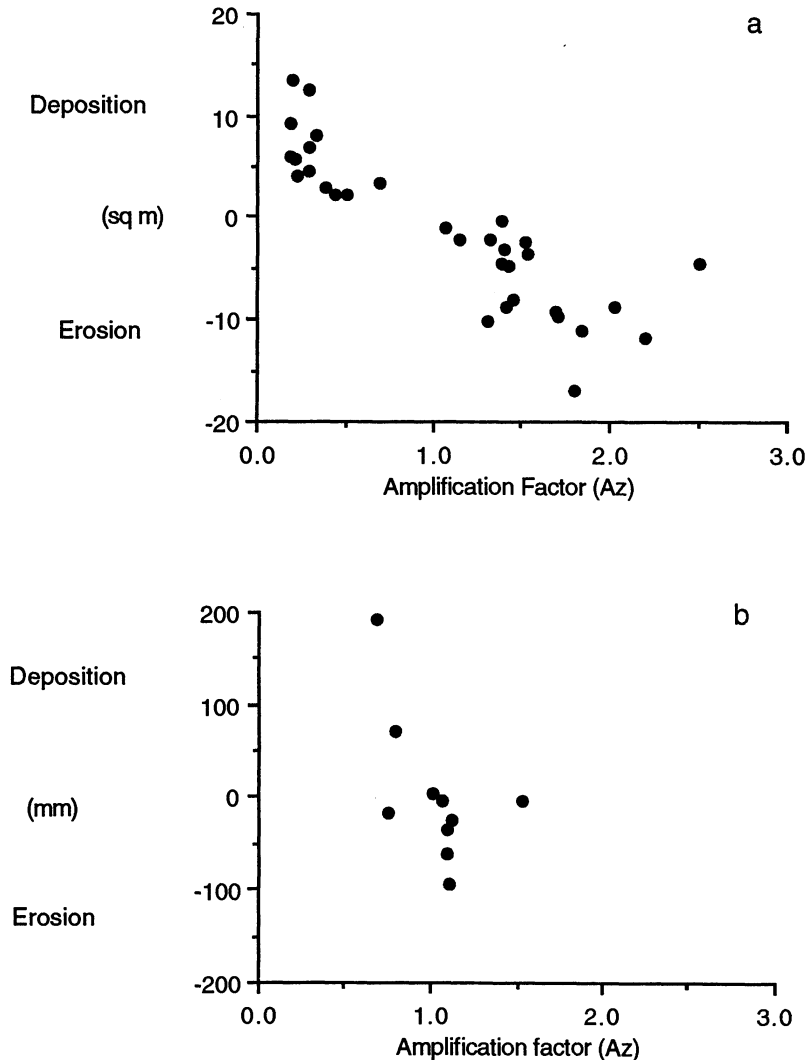 a
20
Deposition
10
(sq m)
0
Erosion
-10
-20
0.0 1.0 2.0 3.0
Amplification Factor (Az)
b
200
Deposition
100
(mm)
0
-100
Erosion
-200
0.0 1.0 2.0 3.0
Amplification factor (Az)